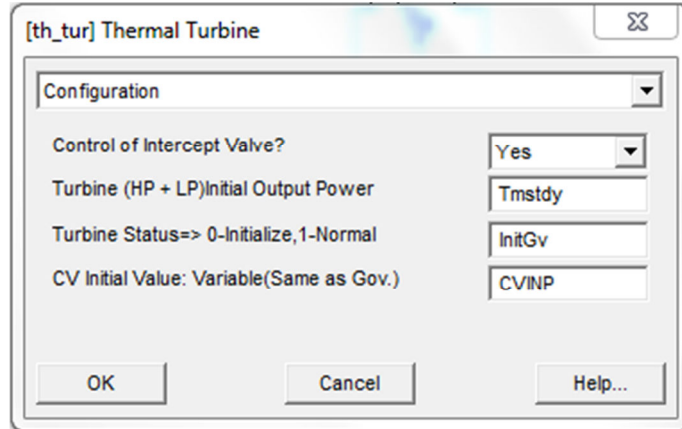 [th_tur] Thermal Turbine
Configuration
Control of Intercept Valve? Yes
Turbine (HP + LP)Initial Output Power Tmstdy
Turbine Status=> 0-Initialize,1-Normal InitGv
CV Initial Value: Variable(Same as Gov.) CVINP
OK Cancel Help...